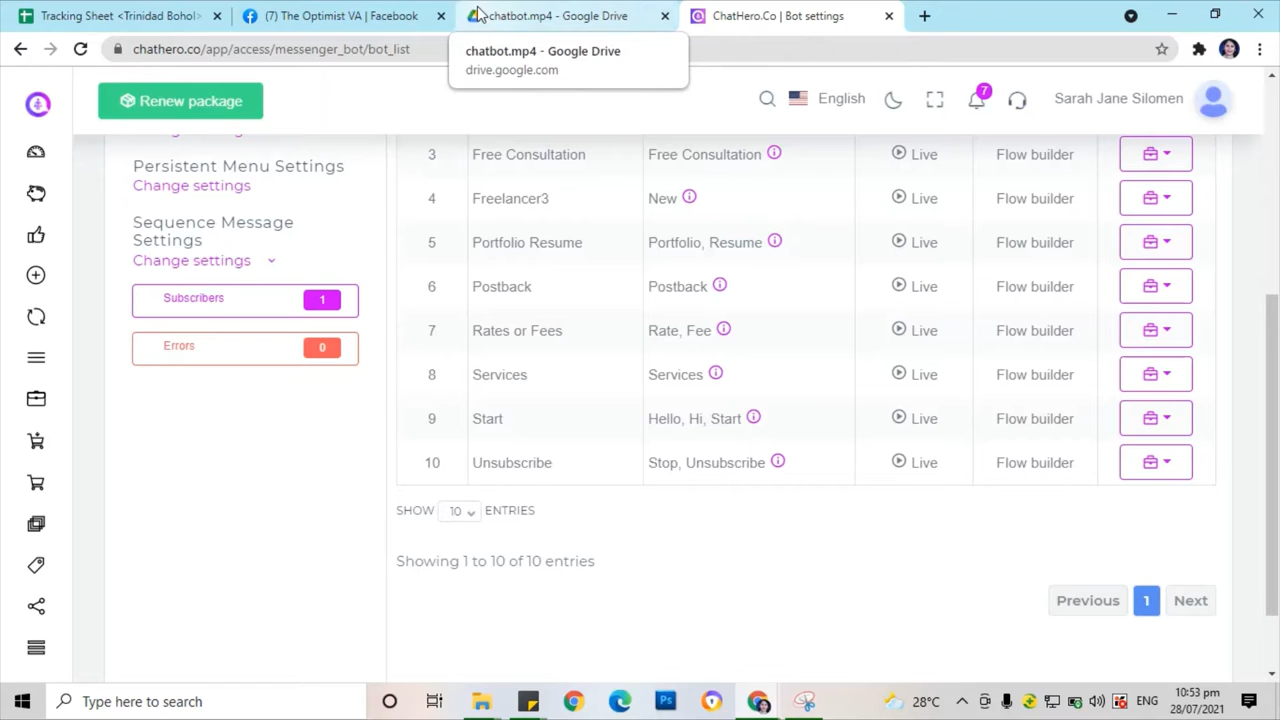 Tracking Sheet <Trinidad Bohol>
(7) The Optimist VA | Facebook
chatbot.mp4 - Google Drive
ChatHero.Co | Bot settings
chathero.co/app/access/messenger_bot/bot_list
chatbot.mp4 - Google Drive
drive.google.com
Renew package
English
7
Sarah Jane Silomen
Persistent Menu Settings
Change settings
Sequence Message
Settings
Change settings
Subscribers 1
Errors 0
3 Free Consultation Free Consultation Live Flow builder
4 Freelancer3 New Live Flow builder
5 Portfolio Resume Portfolio, Resume Live Flow builder
6 Postback Postback Live Flow builder
7 Rates or Fees Rate, Fee Live Flow builder
8 Services Services Live Flow builder
9 Start Hello, Hi, Start Live Flow builder
10 Unsubscribe Stop, Unsubscribe Live Flow builder
SHOW 10 ENTRIES
Showing 1 to 10 of 10 entries
Previous 1 Next
Type here to search
28°C
ENG
10:53 pm
28/07/2021